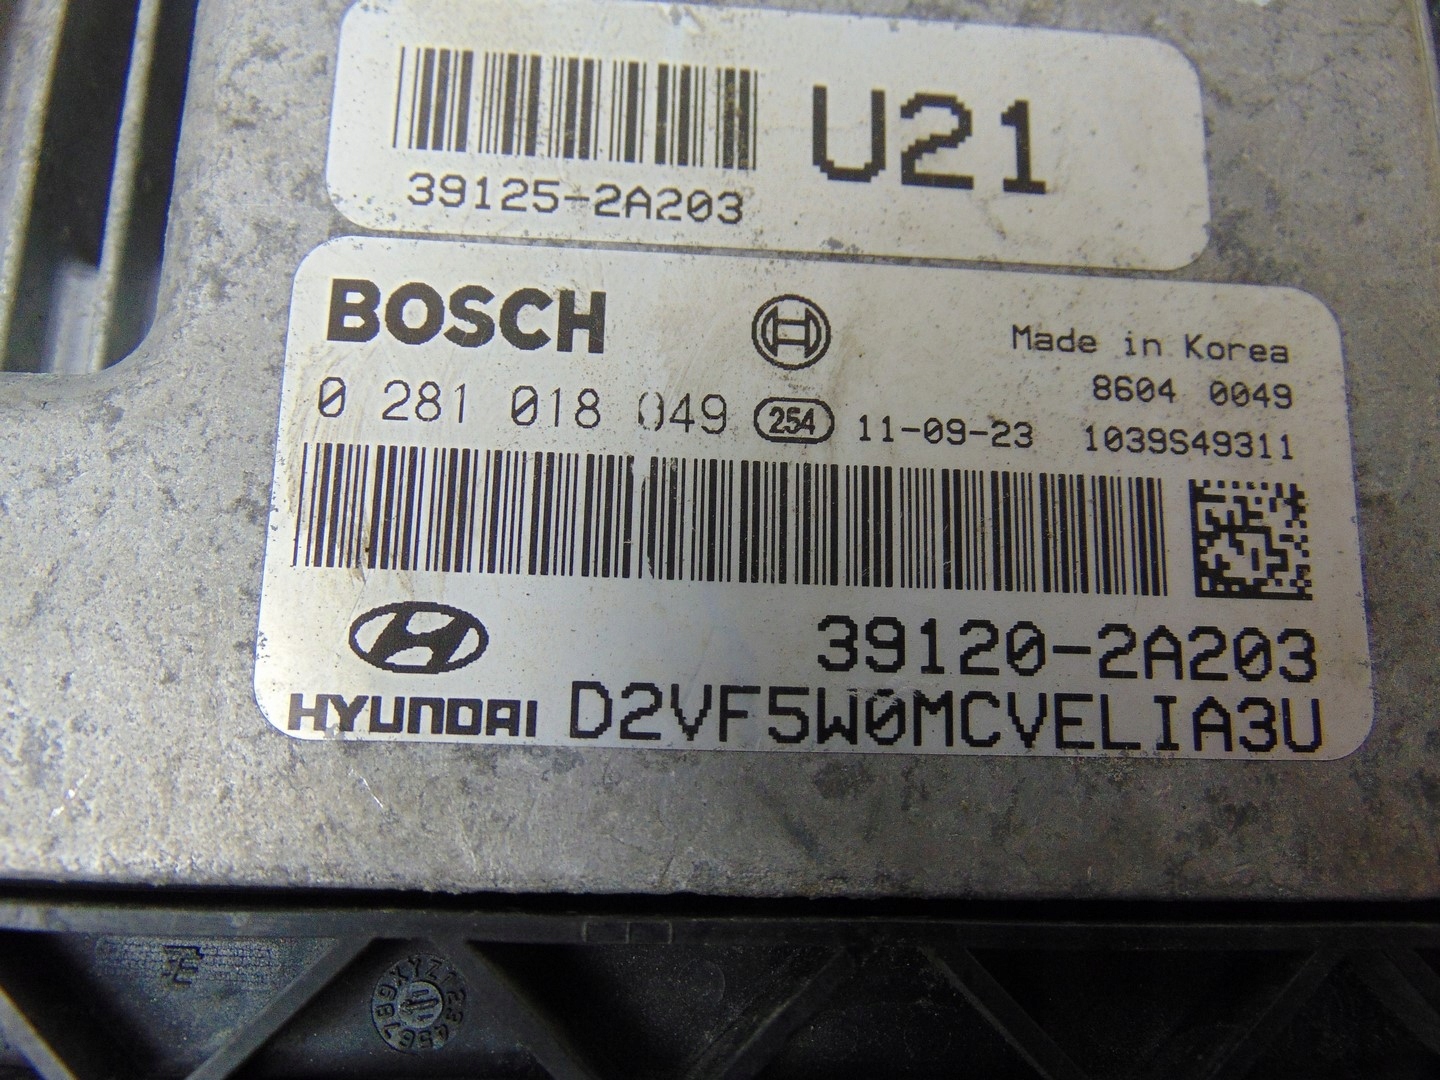 U21
39125-2A203
BOSCH
Made in Korea
8604 0049
0 281 018 049 254 11-09-23 1039S49311
39120-2A203
HYUNDAI D2VF5W0MCVELIA3U
E